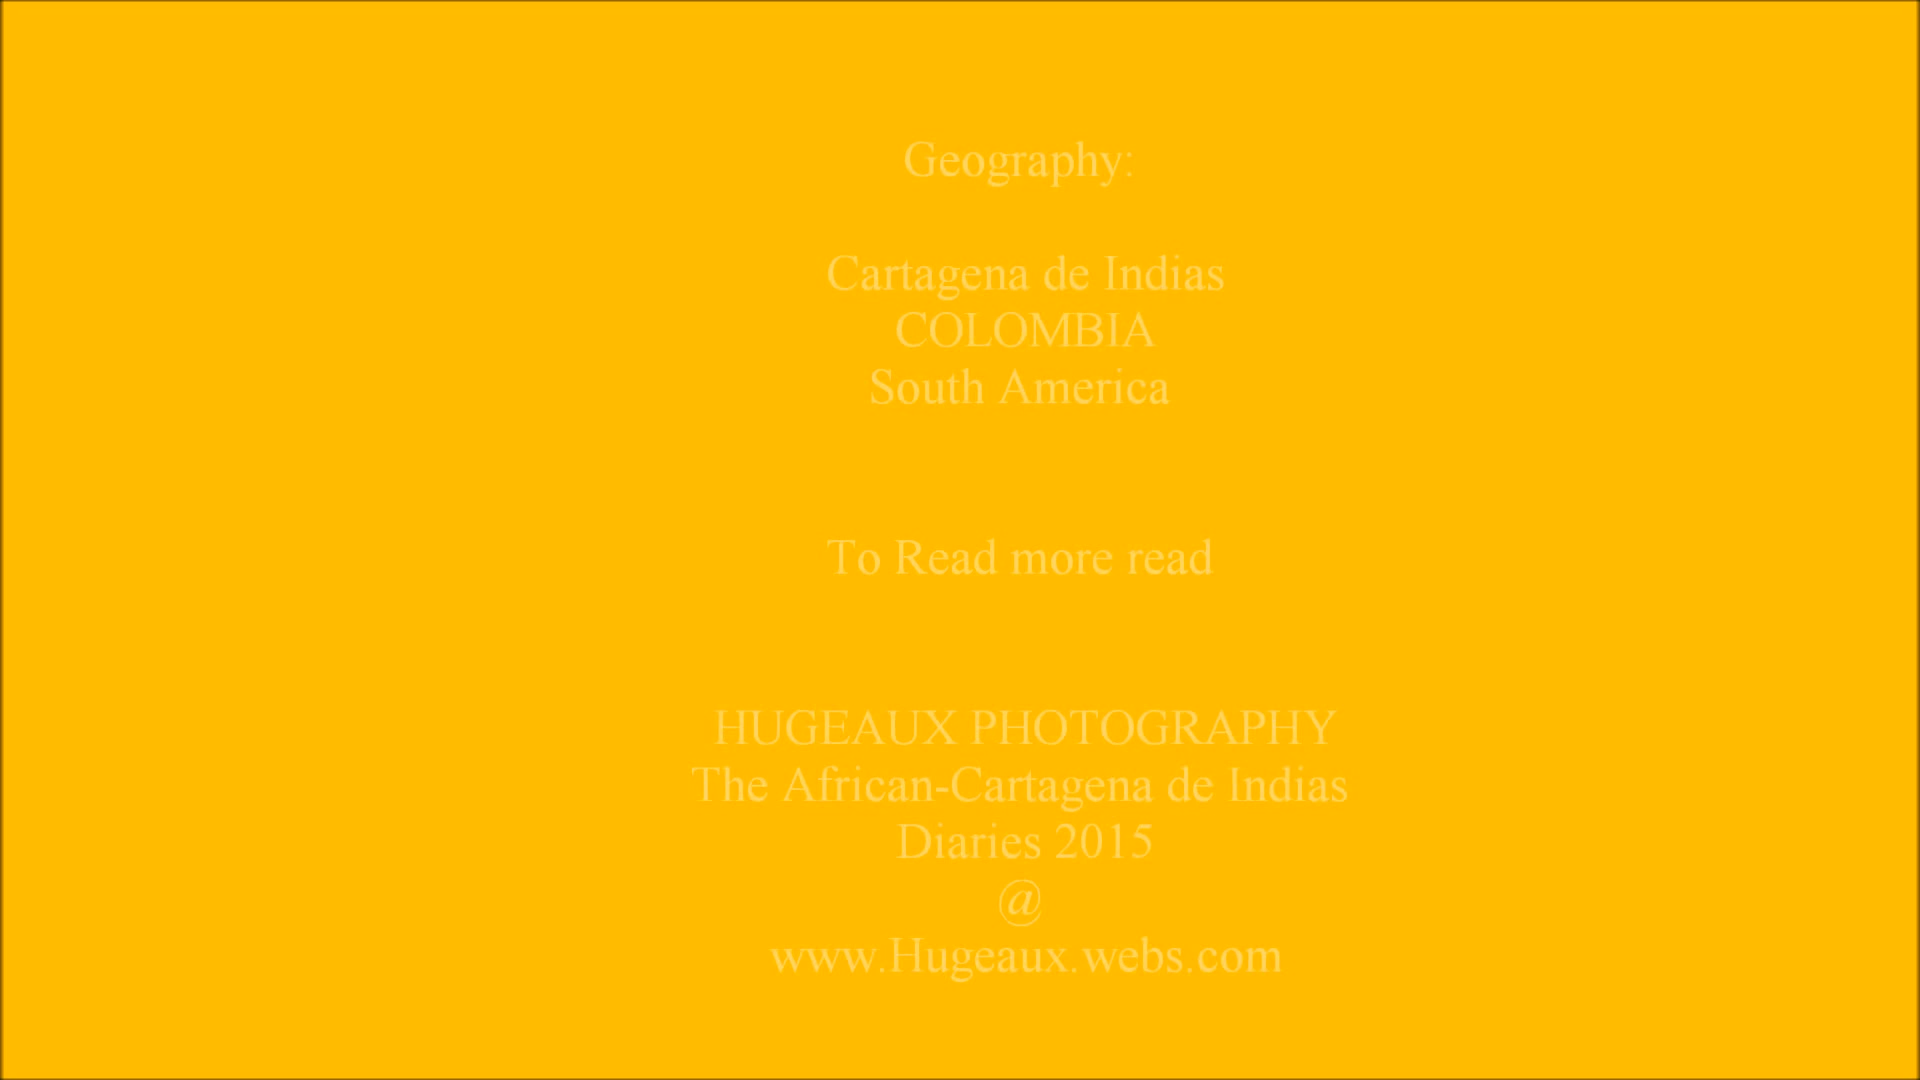 Geography:
Cartagena de Indias
COLOMBIA
South America
To Read more read
HUGEAUX PHOTOGRAPHY
The African-Cartagena de Indias
Diaries 2015
@
www.Hugeaux.webs.com